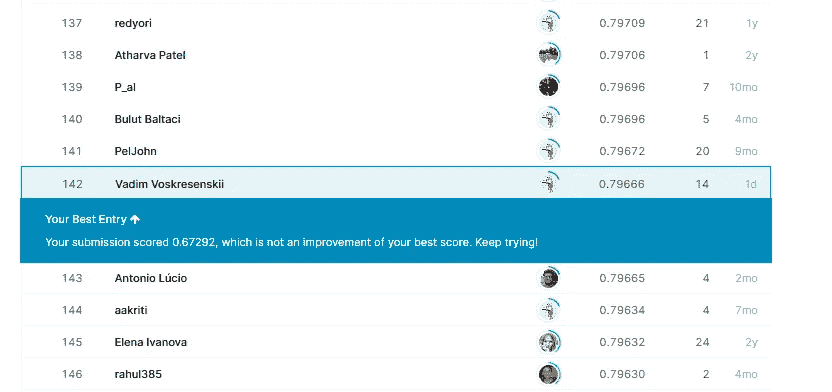 137 redyori 0.79709 21 1y
138 Atharva Patel 0.79706 1 2y
139 P_al 0.79696 7 10mo
140 Bulut Baltaci 0.79696 5 4mo
141 PelJohn 0.79672 20 9mo
142 Vadim Voskresenskii 0.79666 14 1d
Your Best Entry ↑
Your submission scored 0.67292, which is not an improvement of your best score. Keep trying!
143 Antonio Lúcio 0.79665 4 2mo
144 aakriti 0.79634 4 7mo
145 Elena Ivanova 0.79632 24 2y
146 rahul385 0.79630 2 4mo